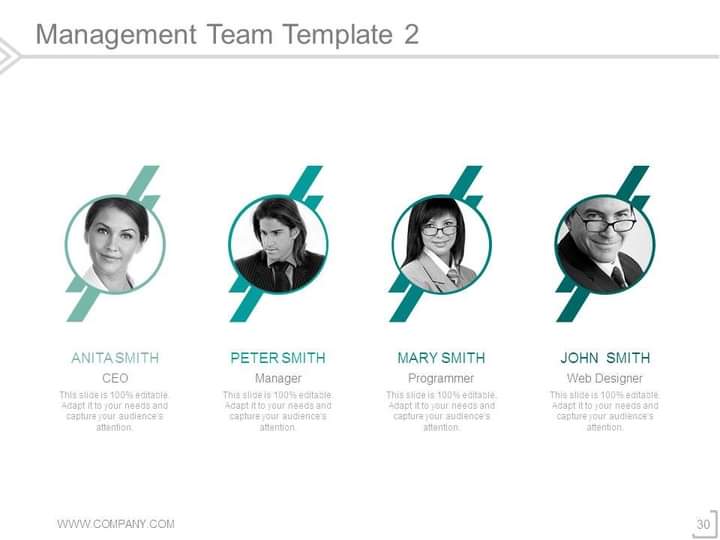 Management Team Template 2
ANITA SMITH
CEO
This slide is 100% editable.
Adapt it to your needs and
capture your audience's
attention.
PETER SMITH
Manager
This slide is 100% editable.
Adapt it to your needs and
capture your audience's
attention.
MARY SMITH
Programmer
This slide is 100% editable.
Adapt it to your needs and
capture your audience's
attention.
JOHN SMITH
Web Designer
This slide is 100% editable.
Adapt it to your needs and
capture your audience's
attention.
WWW.COMPANY.COM
30